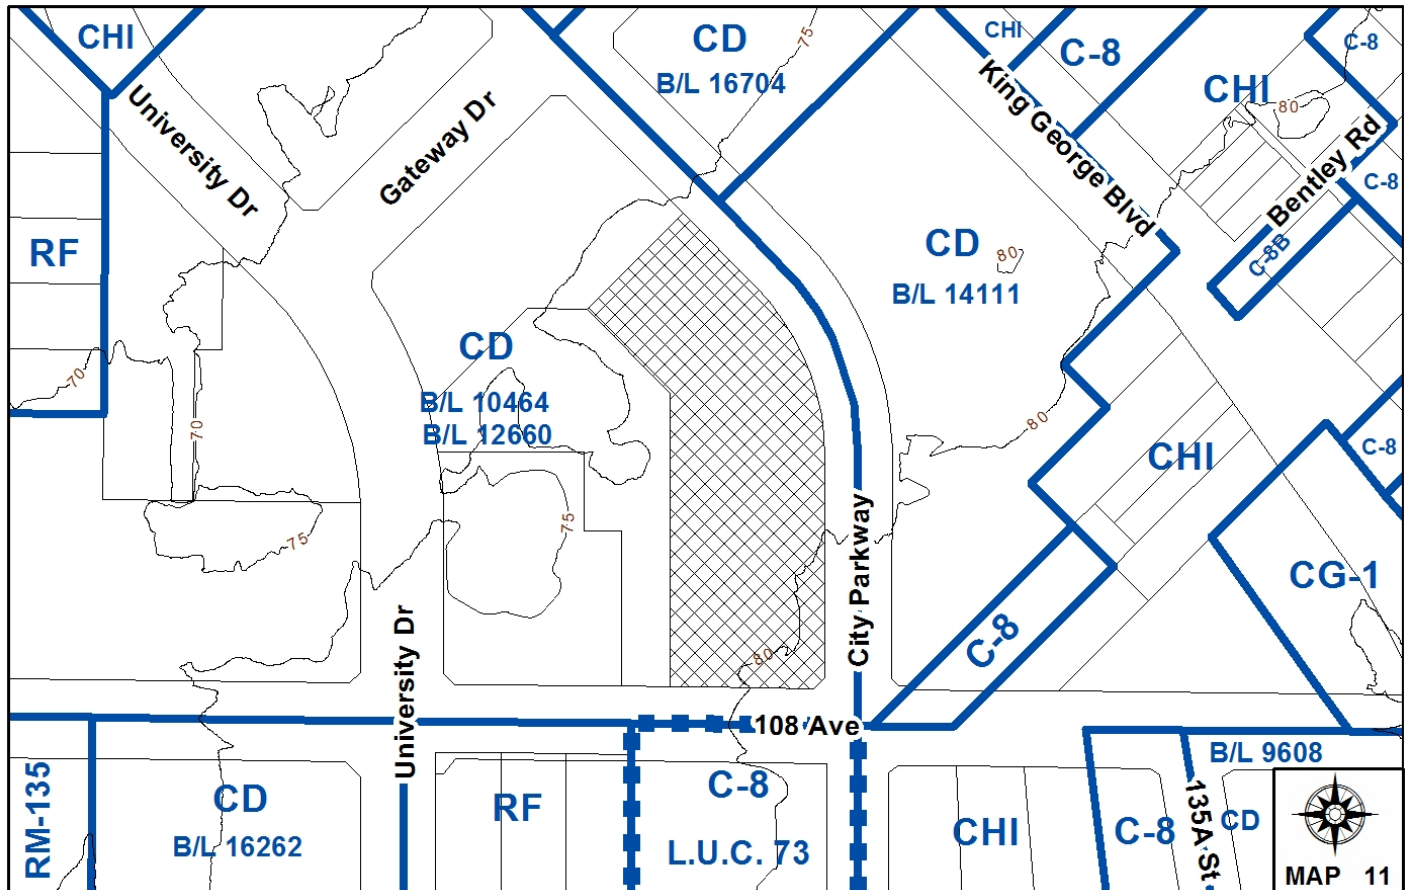 CHI
CD
B/L 16704
75
CHI
C-8
C-8
King George Blvd
CHI
80
University Dr
Gateway Dr
Bentley Rd
C-8
RF
CD
80
B/L 14111
C-8B
CD
B/L 10464
B/L 12660
70
70
80
CHI
C-8
75
75
City Parkway
CG-1
C-8
80
University Dr
108 Ave
B/L 9608
RM-135
CD
B/L 16262
RF
C-8
L.U.C. 73
CHI
C-8
135A St
CD
MAP 11